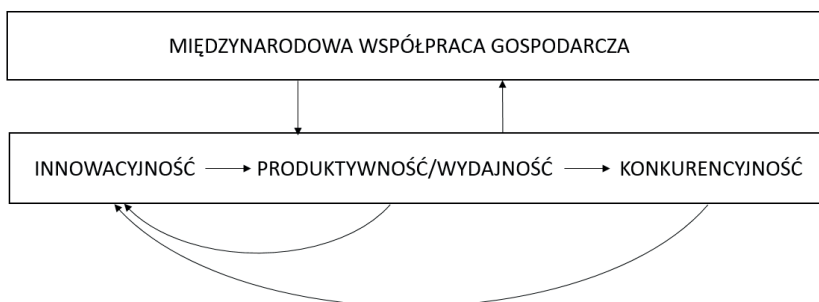 MIĘDZYNARODOWA WSPÓŁPRACA GOSPODARCZA
INNOWACYJNOŚĆ PRODUKTYWNOŚĆ/WYDAJNOŚĆ KONKURENCYJNOŚĆ